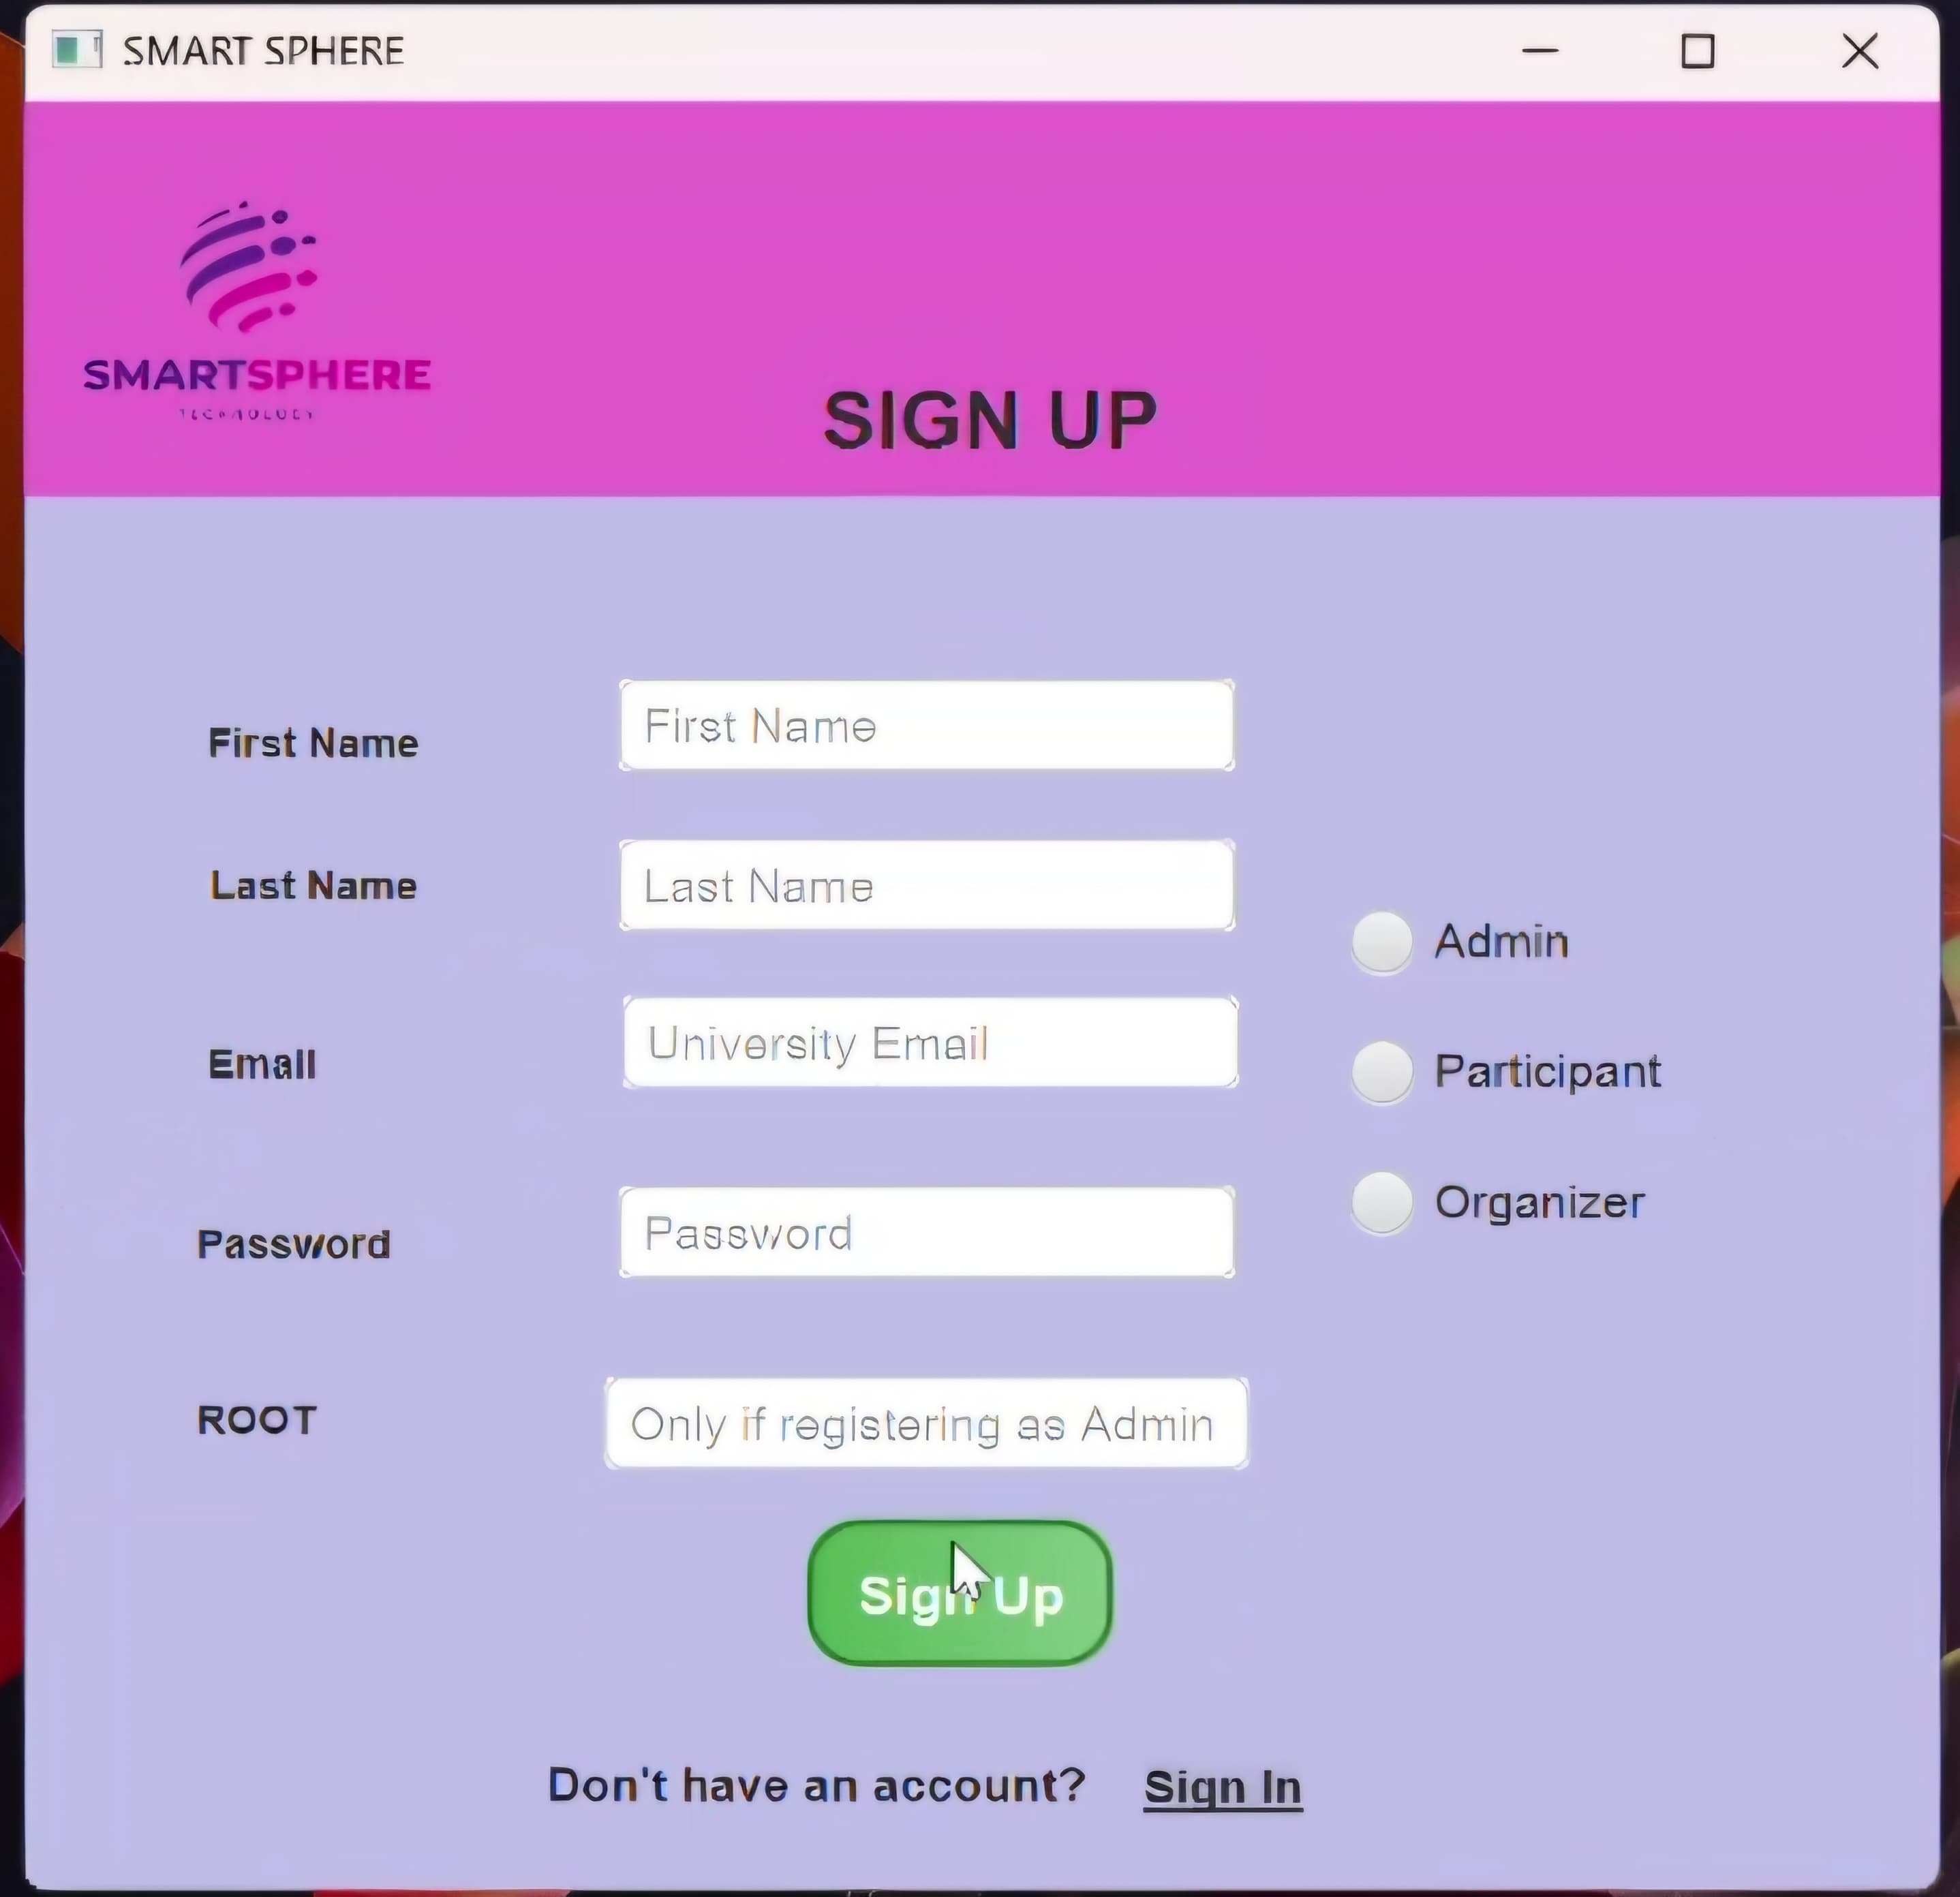 SMART SPHERE
SMARTSPHERE
TECHNOLOGY
SIGN UP
First Name
First Name
Last Name
Last Name
Admin
Email
University Email
Participant
Password
Password
Organizer
ROOT
Only if registering as Admin
Sign Up
Don't have an account? Sign In